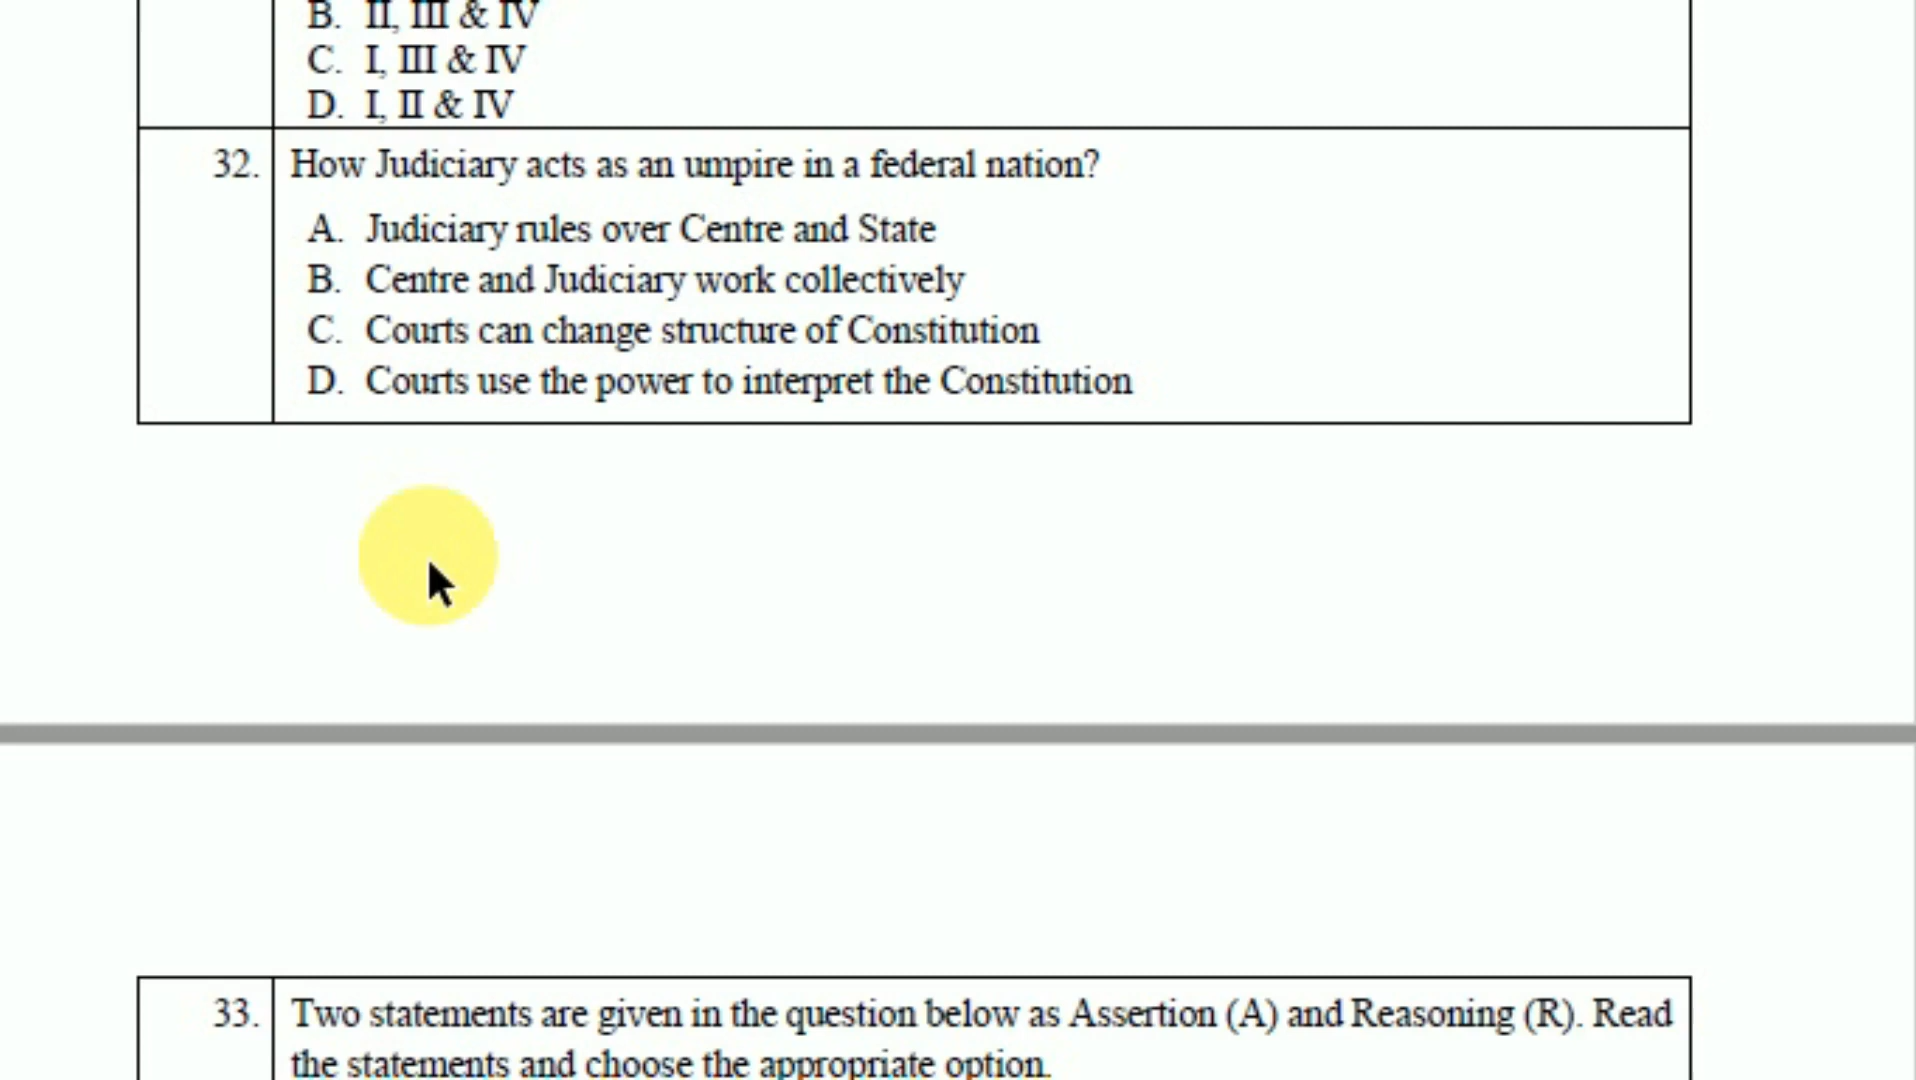 B. II, III & IV
C. I, III & IV
D. I, II & IV
32. How Judiciary acts as an umpire in a federal nation?
A. Judiciary rules over Centre and State
B. Centre and Judiciary work collectively
C. Courts can change structure of Constitution
D. Courts use the power to interpret the Constitution
33. Two statements are given in the question below as Assertion (A) and Reasoning (R). Read
the statements and choose the appropriate option.